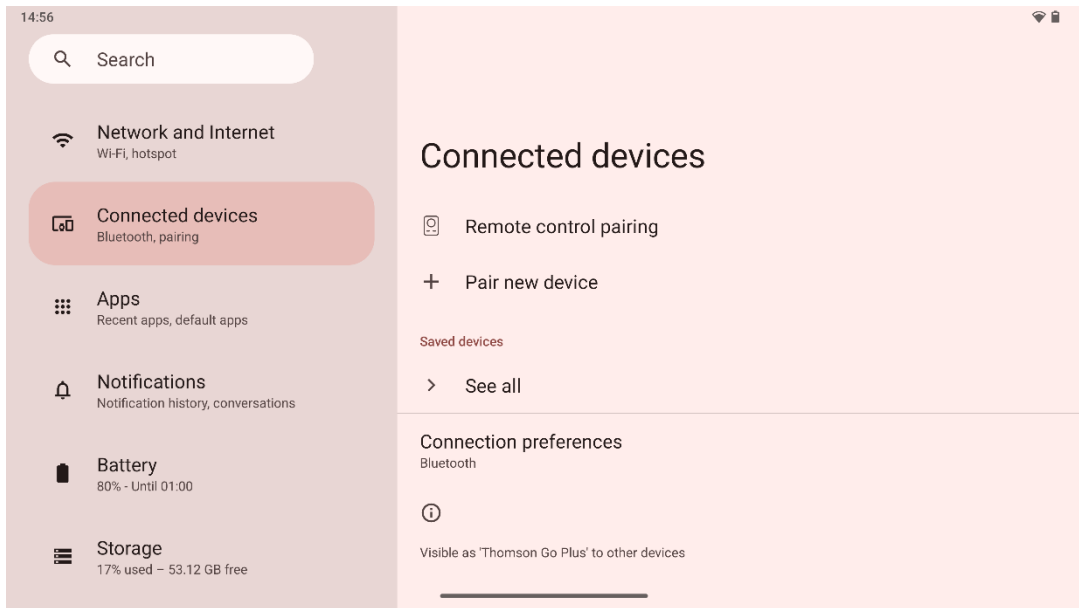 14:56
Search
Network and Internet
Wi-Fi, hotspot
Connected devices
Bluetooth, pairing
Apps
Recent apps, default apps
Notifications
Notification history, conversations
Battery
80% - Until 01:00
Storage
17% used – 53.12 GB free
Connected devices
Remote control pairing
Pair new device
Saved devices
See all
Connection preferences
Bluetooth
Visible as 'Thomson Go Plus' to other devices